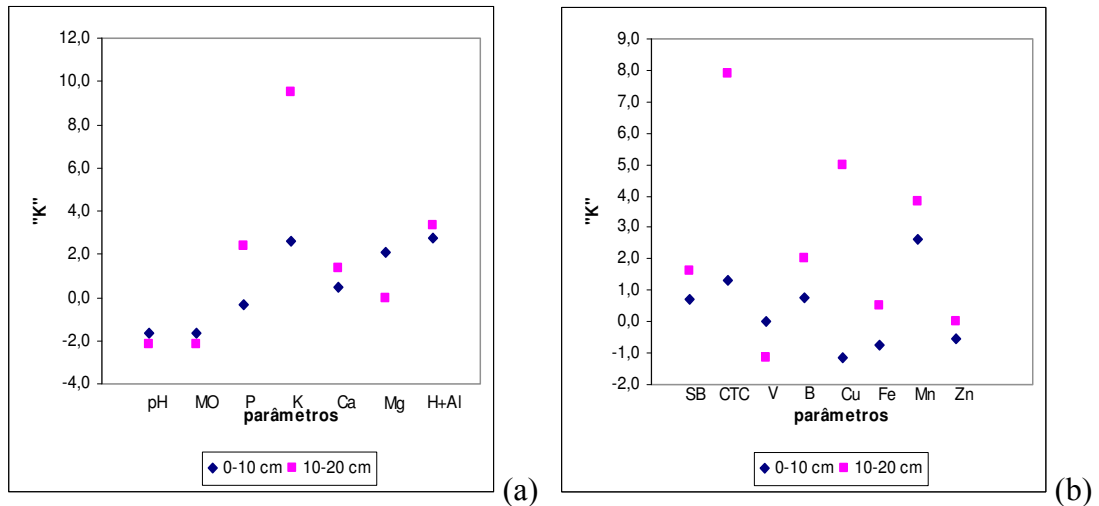 12,0
10,0
8,0
6,0
4,0
2,0
0,0
-2,0
-4,0
"K"
pH MO P K Ca Mg H+Al
parâmetros
0-10 cm 10-20 cm
(a)
9,0
8,0
7,0
6,0
5,0
4,0
3,0
2,0
1,0
0,0
-1,0
-2,0
"K"
SB CTC V B Cu Fe Mn Zn
parâmetros
0-10 cm 10-20 cm
(b)